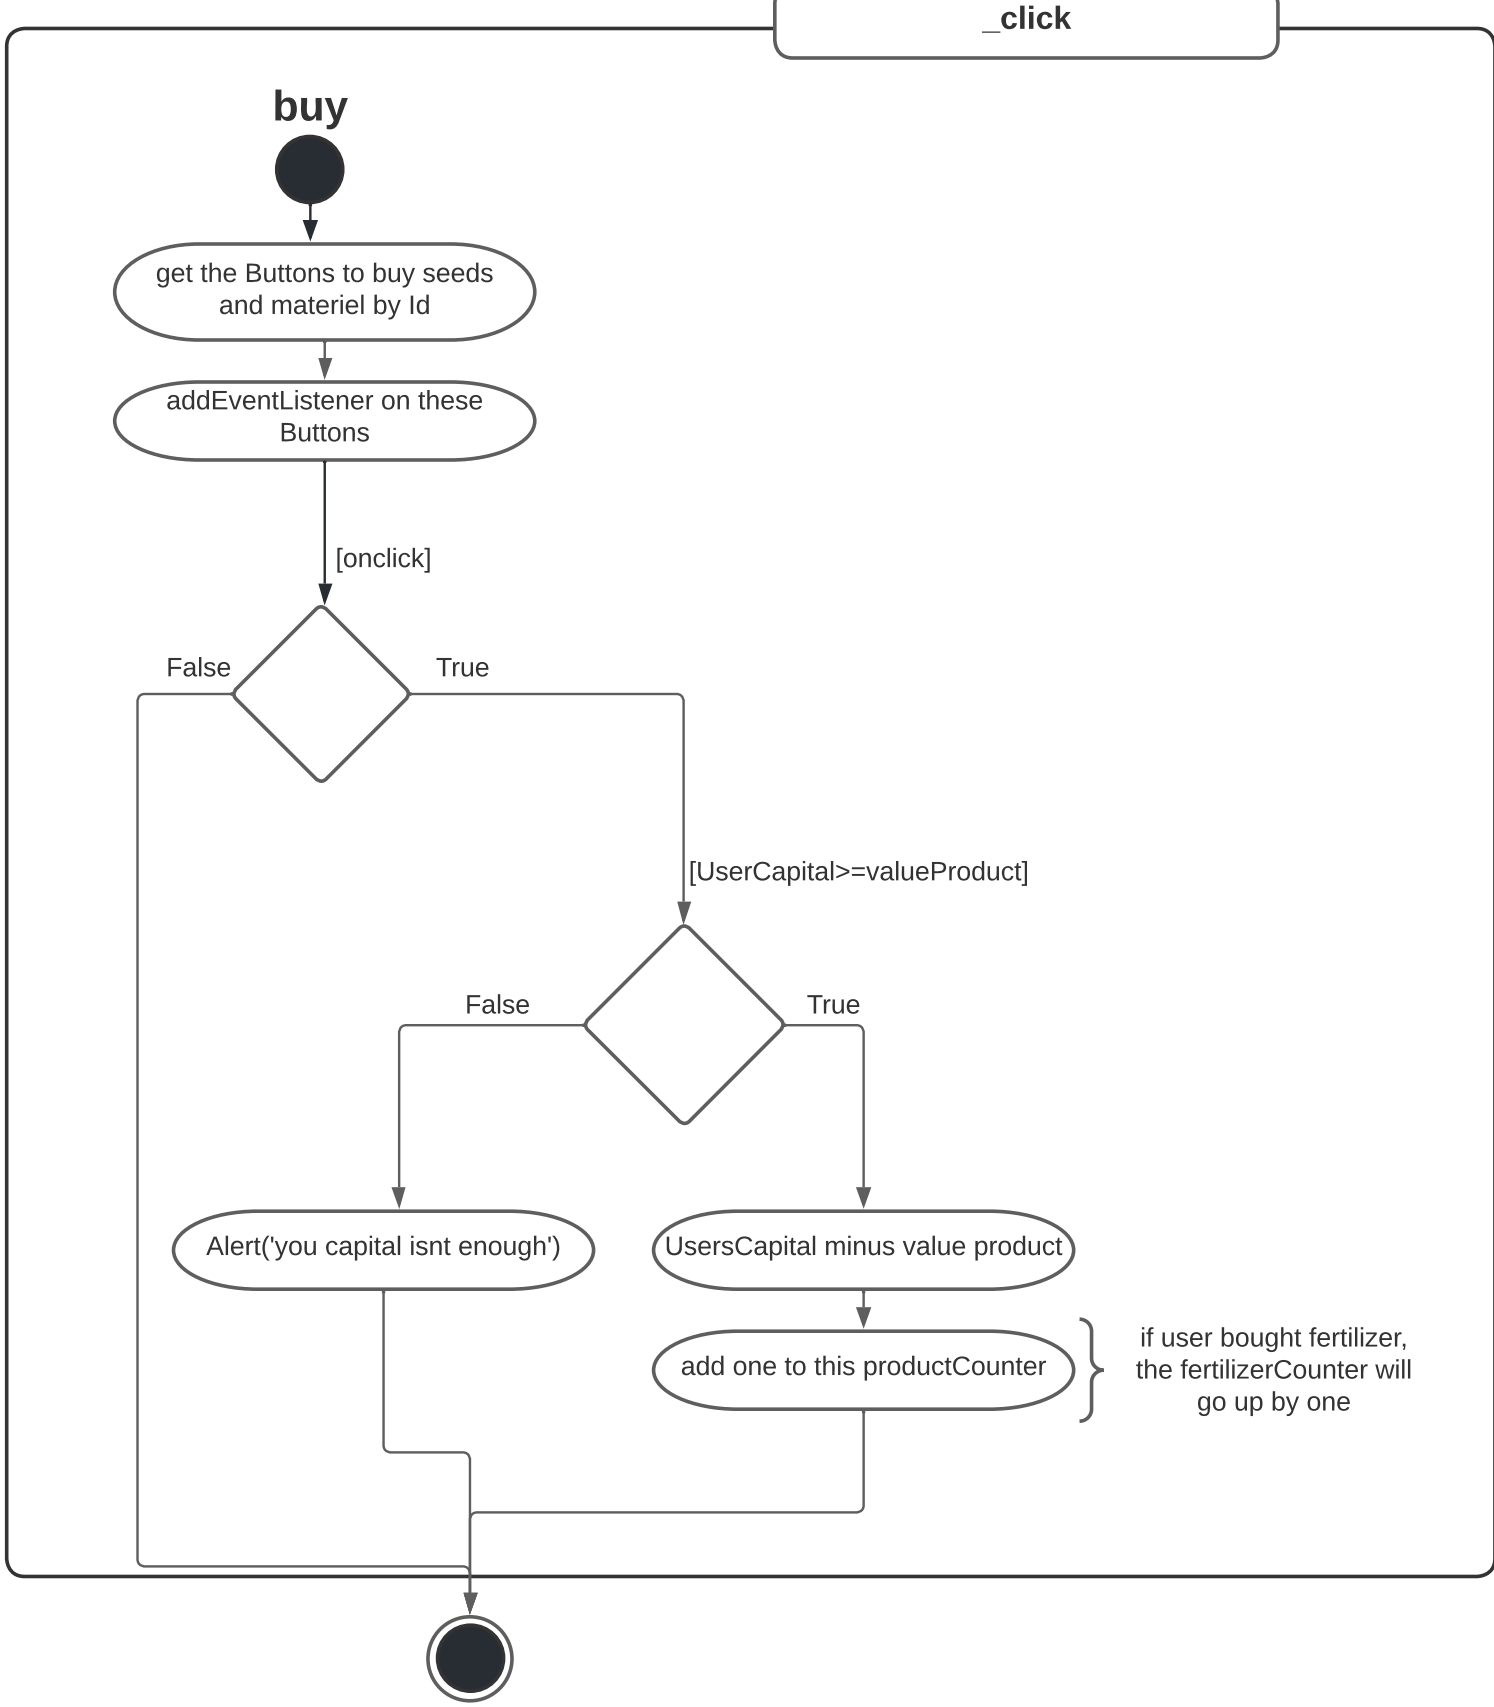 _click
buy
get the Buttons to buy seeds
and materiel by Id
addEventListener on these
Buttons
[onclick]
False
True
[UserCapital>=valueProduct]
False
True
Alert('you capital isnt enough')
UsersCapital minus value product
add one to this productCounter
if user bought fertilizer,
the fertilizerCounter will
go up by one